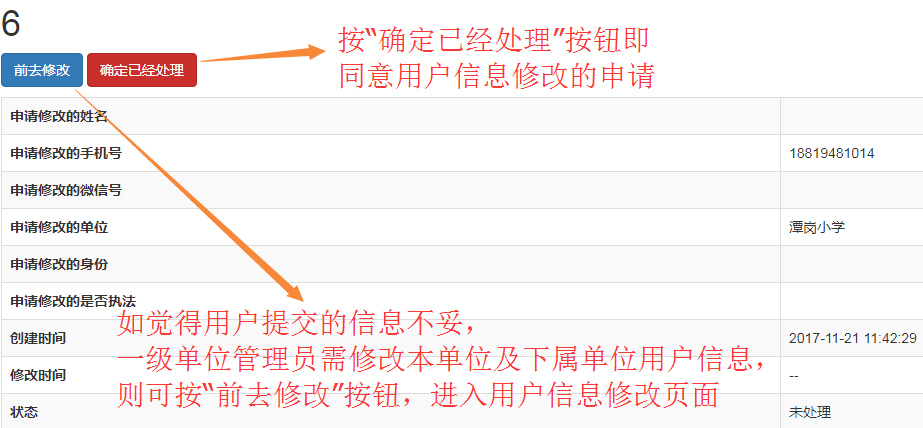 6
前去修改 确定已经处理
按“确定已经处理”按钮即
同意用户信息修改的申请
申请修改的姓名
申请修改的手机号 18819481014
申请修改的微信号
申请修改的单位 潭岗小学
申请修改的身份
申请修改的是否执法
如觉得用户提交的信息不妥，
创建时间 2017-11-21 11:42:29
一级单位管理员需修改本单位及下属单位用户信息，
修改时间 --
则可按“前去修改”按钮，进入用户信息修改页面
状态 未处理